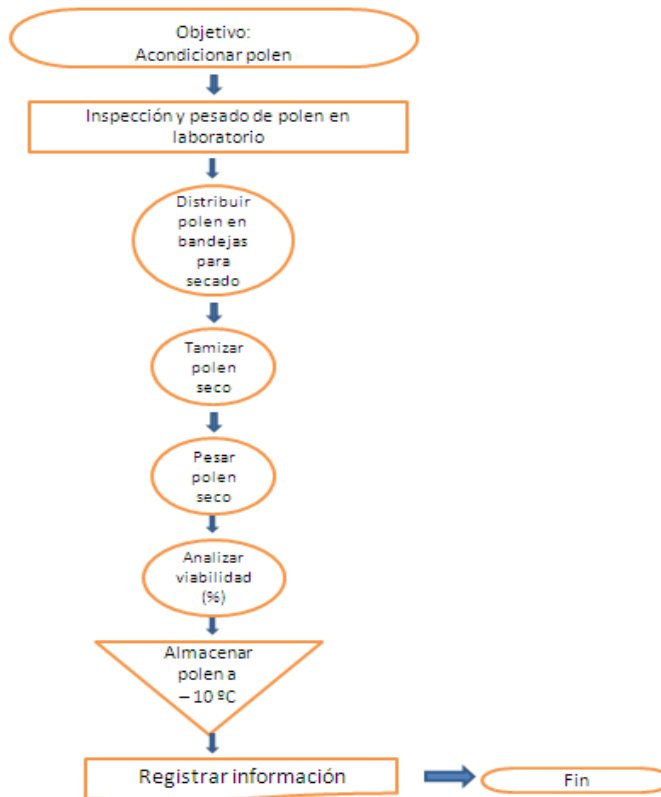 Objetivo:
Acondicionar polen
Inspección y pesado de polen en
laboratorio
Distribuir
polen en
bandejas
para
secado
Tamizar
polen
seco
Pesar
polen
seco
Analizar
viabilidad
(%)
Almacenar
polen a
– 10 ºC
Registrar información
Fin